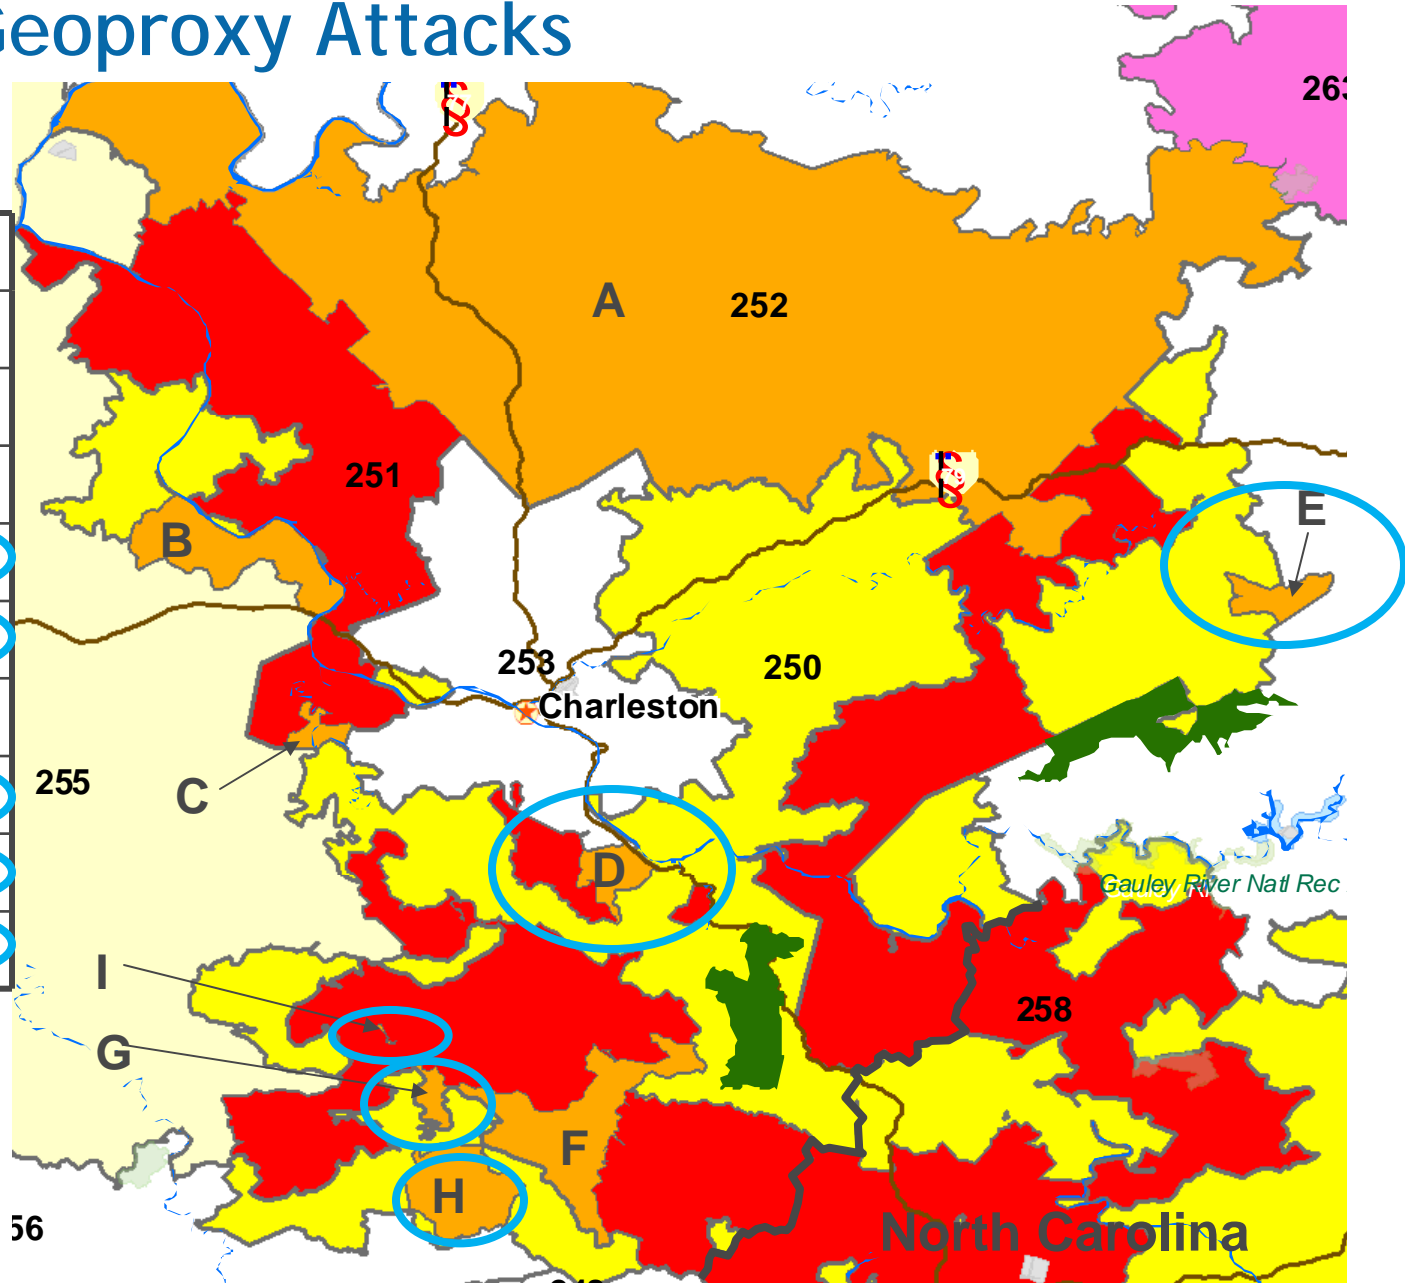 Geoproxy Attacks
263
A
252
251
B
E
253
250
Charleston
255
C
D
Gauley River Natl Rec
I
258
G
F
H
56
North Carolina